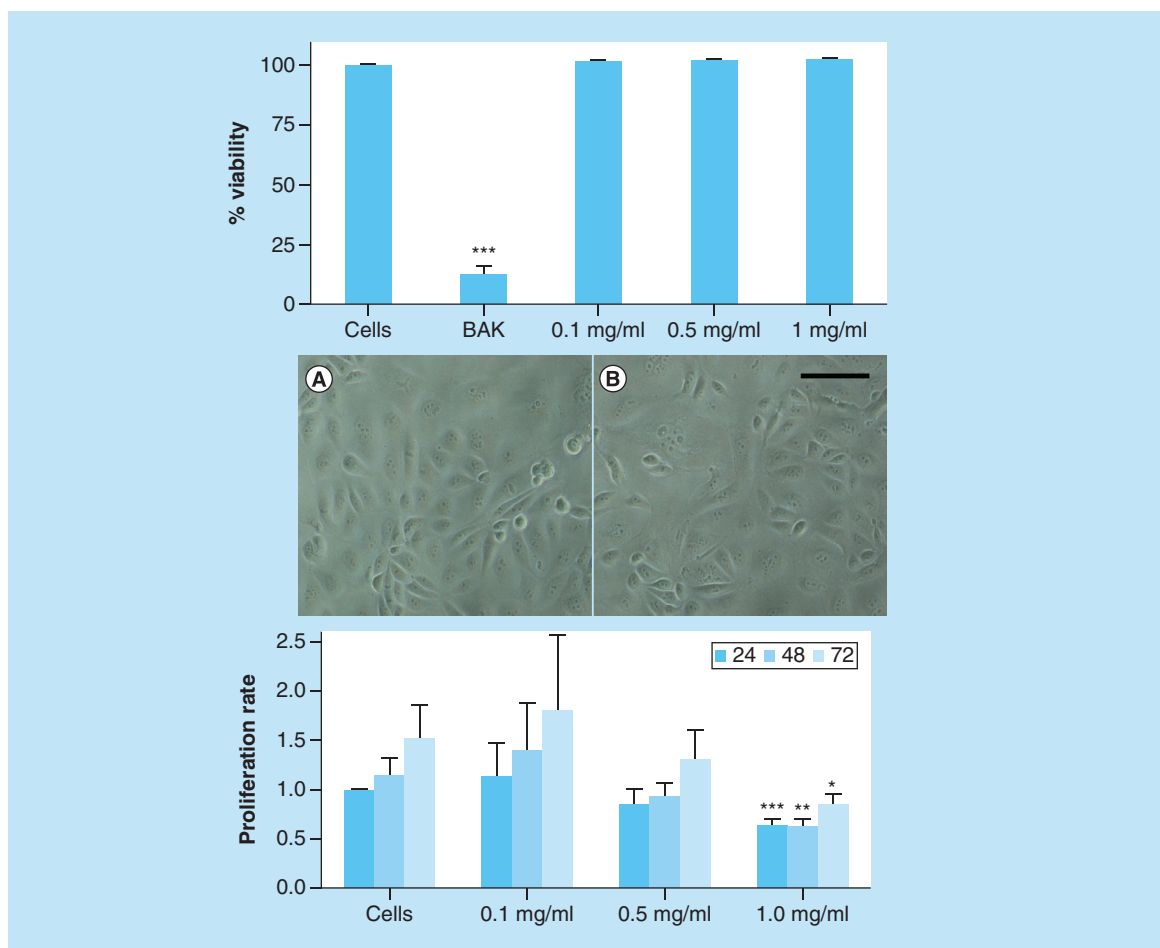 % viability
100
75
50
25
0
***
Cells BAK 0.1 mg/ml 0.5 mg/ml 1 mg/ml
A B
Proliferation rate
2.5
2.0
1.5
1.0
0.5
0.0
24 48 72
*** ** *
Cells 0.1 mg/ml 0.5 mg/ml 1.0 mg/ml